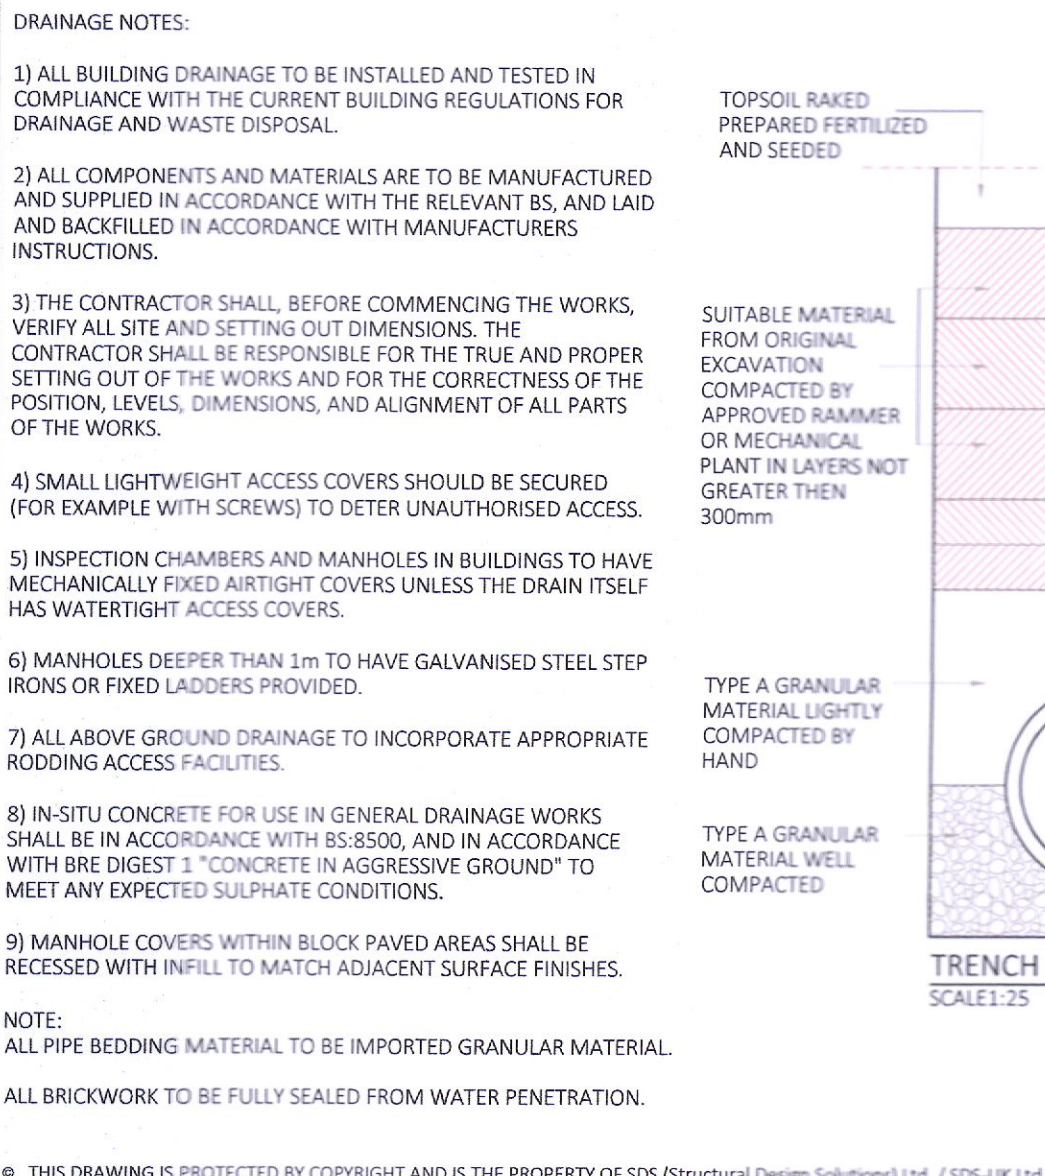 DRAINAGE NOTES:
1) ALL BUILDING DRAINAGE TO BE INSTALLED AND TESTED IN
COMPLIANCE WITH THE CURRENT BUILDING REGULATIONS FOR
DRAINAGE AND WASTE DISPOSAL.
2) ALL COMPONENTS AND MATERIALS ARE TO BE MANUFACTURED
AND SUPPLIED IN ACCORDANCE WITH THE RELEVANT BS, AND LAID
AND BACKFILLED IN ACCORDANCE WITH MANUFACTURERS
INSTRUCTIONS.
3) THE CONTRACTOR SHALL, BEFORE COMMENCING THE WORKS,
VERIFY ALL SITE AND SETTING OUT DIMENSIONS. THE
CONTRACTOR SHALL BE RESPONSIBLE FOR THE TRUE AND PROPER
SETTING OUT OF THE WORKS AND FOR THE CORRECTNESS OF THE
POSITION, LEVELS, DIMENSIONS, AND ALIGNMENT OF ALL PARTS
OF THE WORKS.
4) SMALL LIGHTWEIGHT ACCESS COVERS SHOULD BE SECURED
(FOR EXAMPLE WITH SCREWS) TO DETER UNAUTHORISED ACCESS.
5) INSPECTION CHAMBERS AND MANHOLES IN BUILDINGS TO HAVE
MECHANICALLY FIXED AIRTIGHT COVERS UNLESS THE DRAIN ITSELF
HAS WATERTIGHT ACCESS COVERS.
6) MANHOLES DEEPER THAN 1m TO HAVE GALVANISED STEEL STEP
IRONS OR FIXED LADDERS PROVIDED.
7) ALL ABOVE GROUND DRAINAGE TO INCORPORATE APPROPRIATE
RODDING ACCESS FACILITIES.
8) IN-SITU CONCRETE FOR USE IN GENERAL DRAINAGE WORKS
SHALL BE IN ACCORDANCE WITH BS:8500, AND IN ACCORDANCE
WITH BRE DIGEST 1 "CONCRETE IN AGGRESSIVE GROUND" TO
MEET ANY EXPECTED SULPHATE CONDITIONS.
9) MANHOLE COVERS WITHIN BLOCK PAVED AREAS SHALL BE
RECESSED WITH INFILL TO MATCH ADJACENT SURFACE FINISHES.
NOTE:
ALL PIPE BEDDING MATERIAL TO BE IMPORTED GRANULAR MATERIAL.
ALL BRICKWORK TO BE FULLY SEALED FROM WATER PENETRATION.
TOPSOIL RAKED
PREPARED FERTILIZED
AND SEEDED
SUITABLE MATERIAL
FROM ORIGINAL
EXCAVATION
COMPACTED BY
APPROVED RAMMER
OR MECHANICAL
PLANT IN LAYERS NOT
GREATER THEN
300mm
TYPE A GRANULAR
MATERIAL LIGHTLY
COMPACTED BY
HAND
TYPE A GRANULAR
MATERIAL WELL
COMPACTED
TRENCH
SCALE1:25
© THIS DRAWING IS PROTECTED BY COPYRIGHT AND IS THE PROPERTY OF SDS (Structural Design Solutions) Ltd. / SDS-UK Ltd